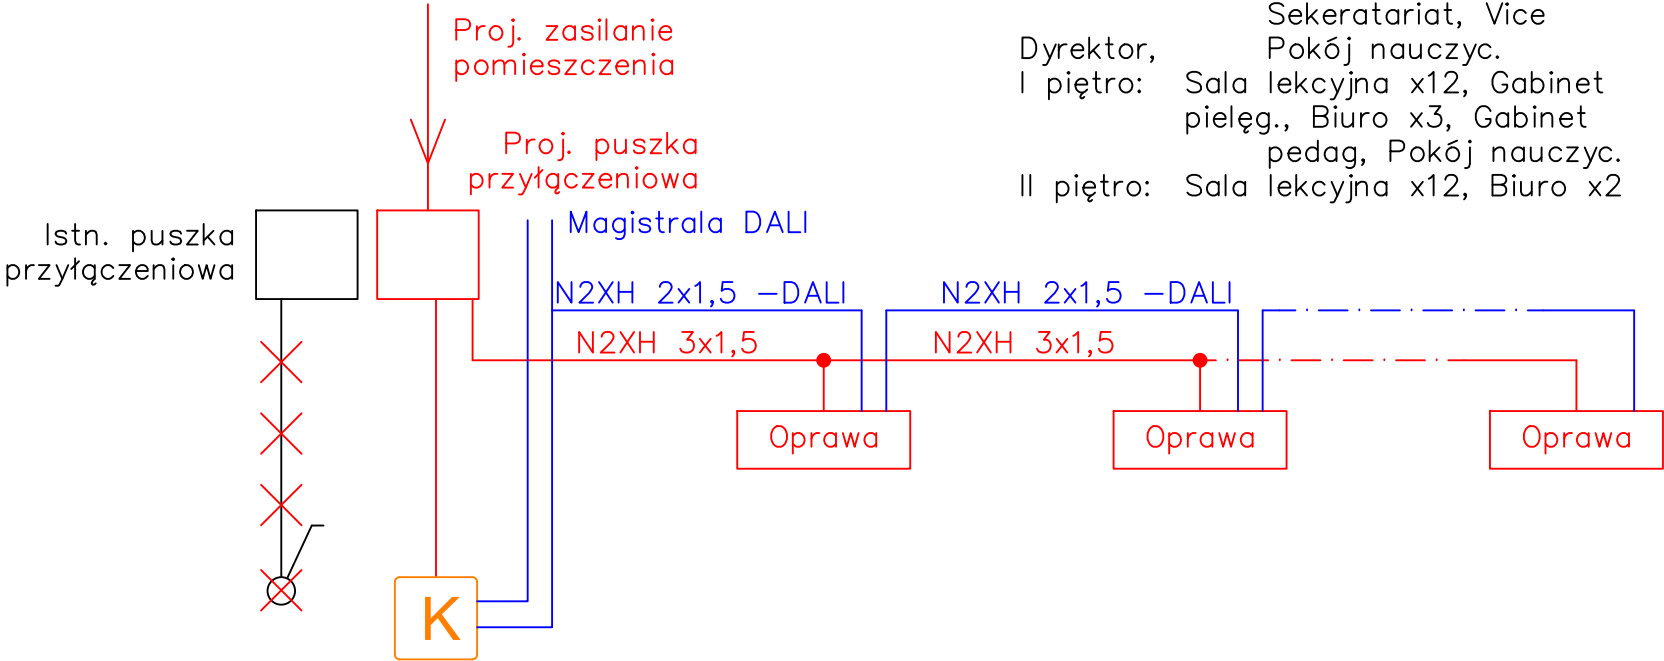 Proj. zasilanie
pomieszczenia
Sekeratariat, Vice
Dyrektor, Pokój nauczyc.
I piętro: Sala lekcyjna x12, Gabinet
pielęg., Biuro x3, Gabinet
pedag, Pokój nauczyc.
II piętro: Sala lekcyjna x12, Biuro x2
Proj. puszka
przyłączeniowa
Istn. puszka
przyłączeniowa
Magistrala DALI
N2XH 2x1,5 –DALI
N2XH 2x1,5 –DALI
N2XH 3x1,5
N2XH 3x1,5
Oprawa
Oprawa
Oprawa
K